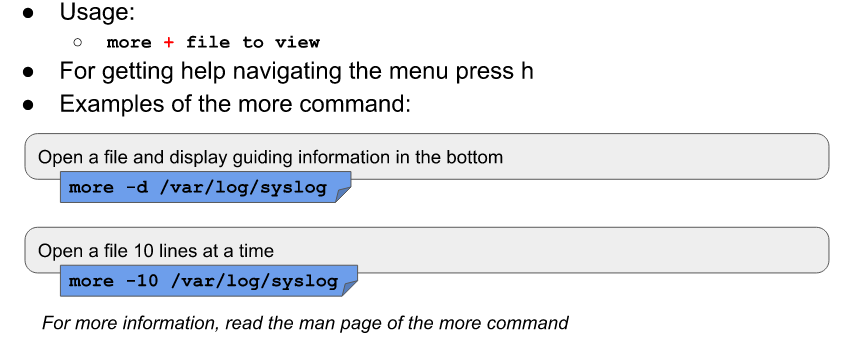 ● Usage:
○ more + file to view
● For getting help navigating the menu press h
● Examples of the more command:
Open a file and display guiding information in the bottom
more -d /var/log/syslog
Open a file 10 lines at a time
more -10 /var/log/syslog
For more information, read the man page of the more command